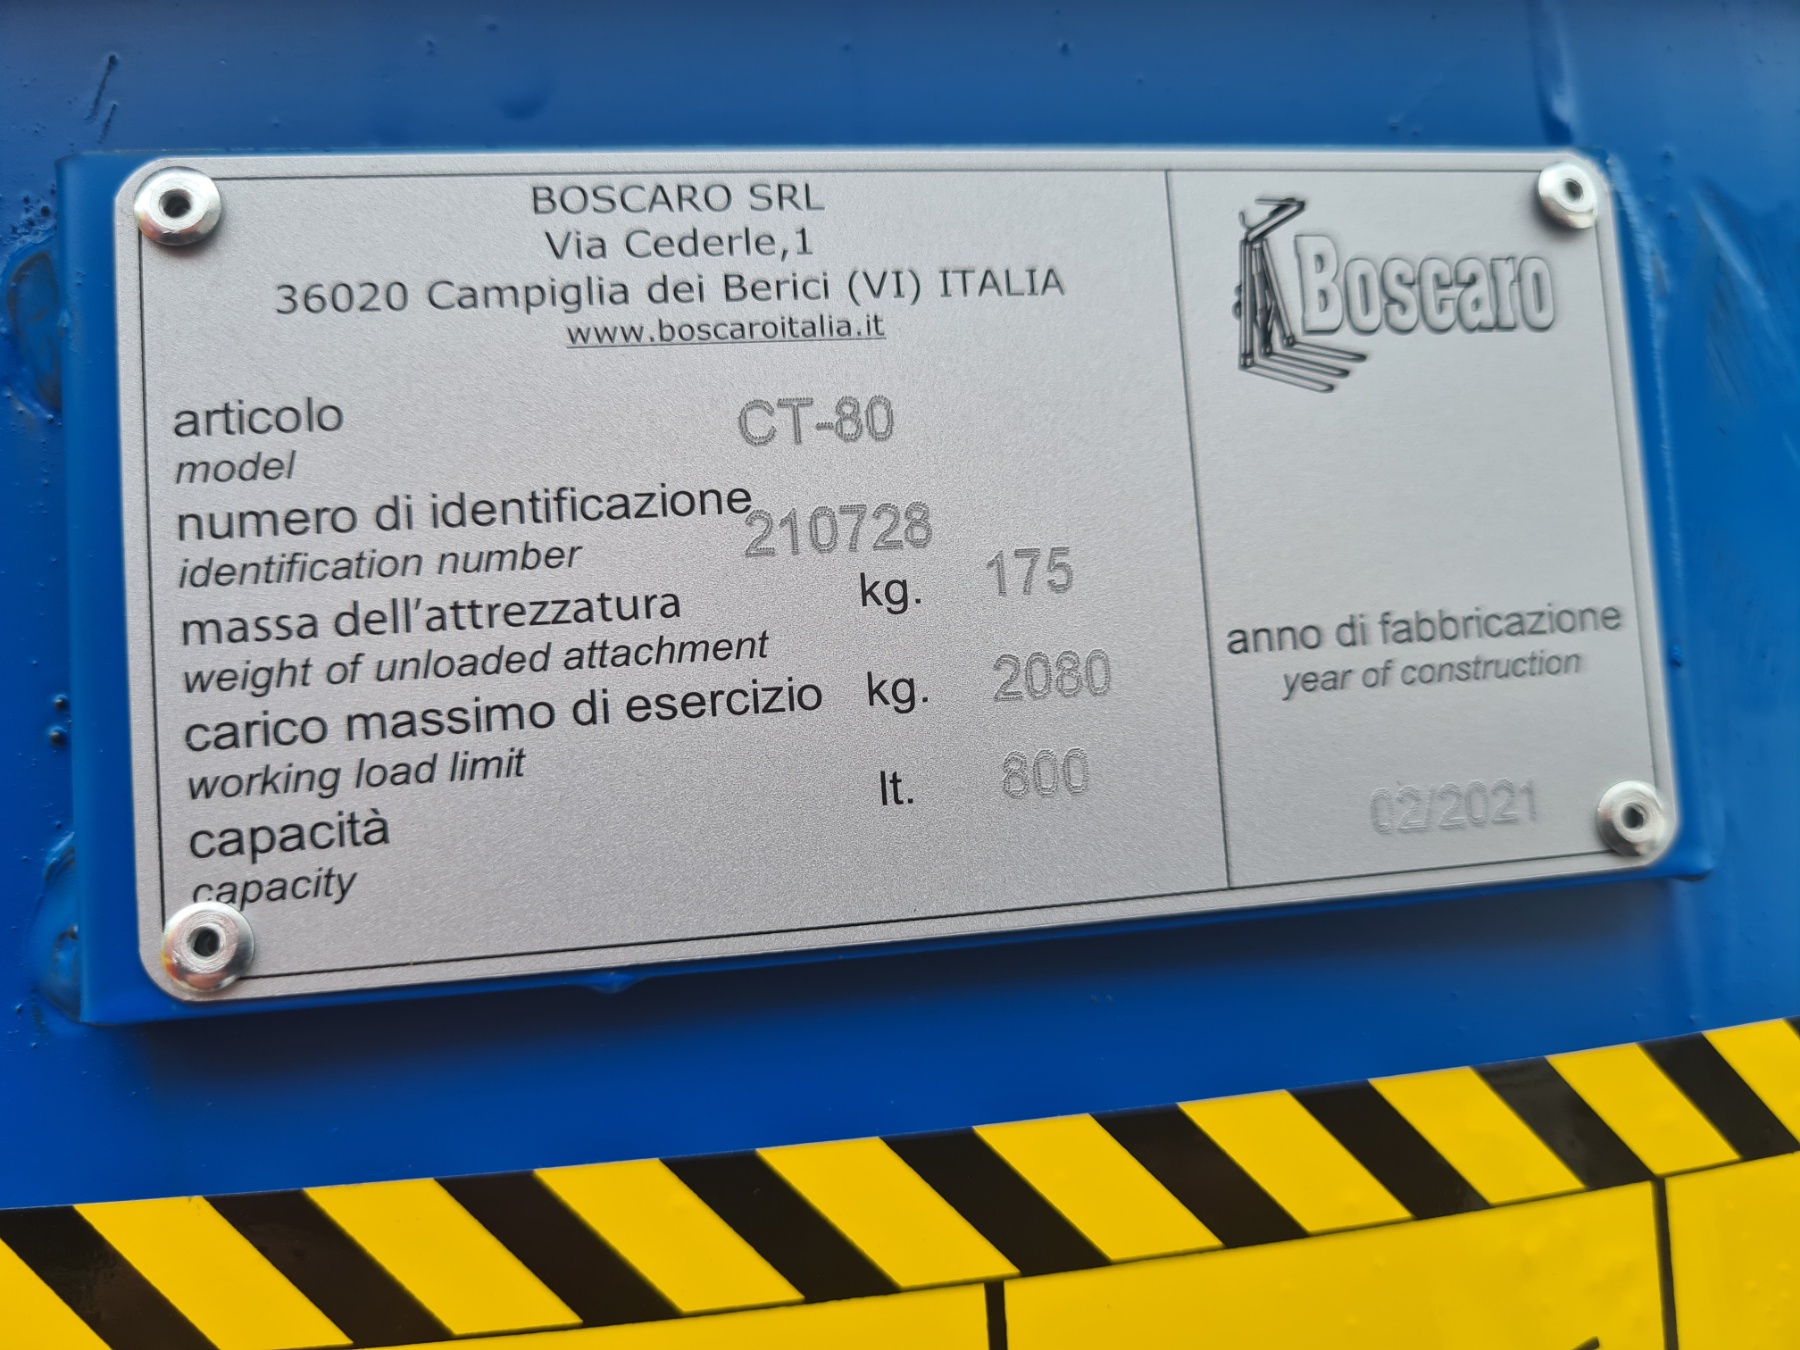 BOSCARO SRL
Via Cederle,1
36020 Campiglia dei Berici (VI) ITALIA
www.boscaroitalia.it
articolo CT-80
model
numero di identificazione 210728
identification number
massa dell'attrezzatura kg. 175
weight of unloaded attachment
carico massimo di esercizio kg. 2080
working load limit
capacità lt. 800
capacity
Boscaro
anno di fabbricazione
year of construction
02/2021